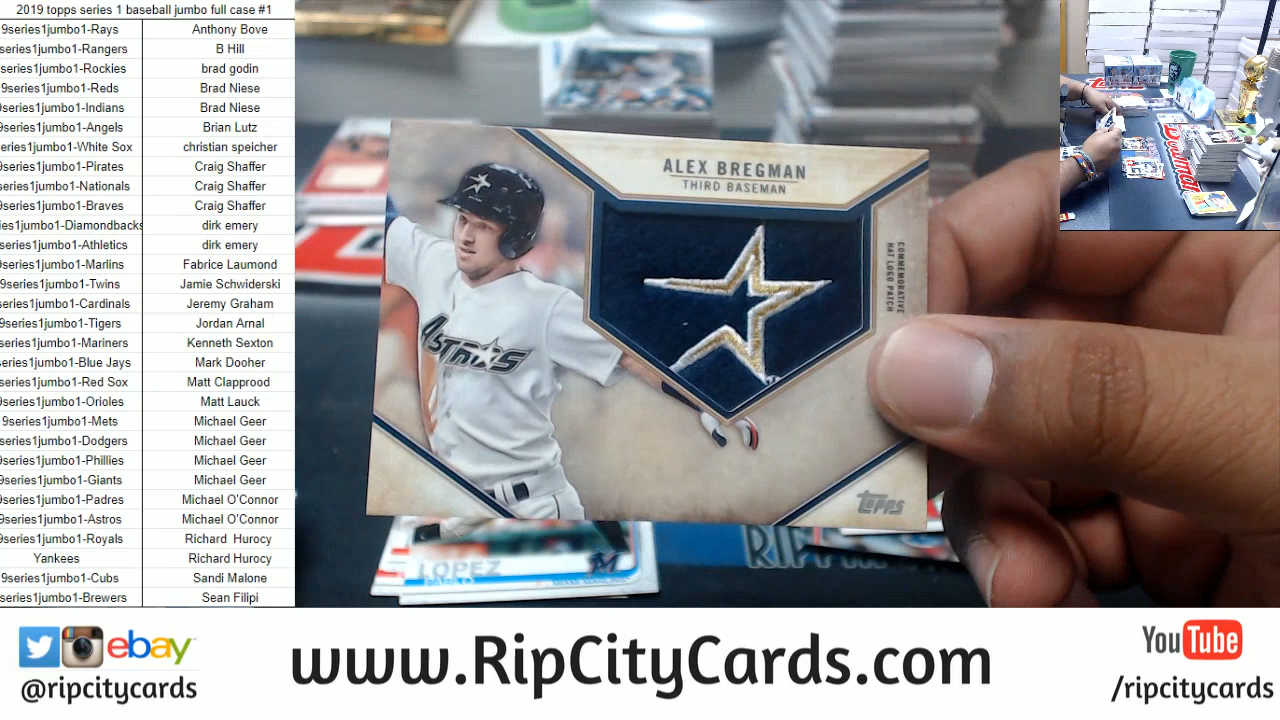 2019 topps series 1 baseball jumbo full case #1
9series1jumbo1-Rays Anthony Bove
series1jumbo1-Rangers B Hill
series1jumbo1-Rockies brad godin
9series1jumbo1-Reds Brad Niese
9series1jumbo1-Indians Brad Niese
9series1jumbo1-Angels Brian Lutz
eries1jumbo1-White Sox christian speicher
9series1jumbo1-Pirates Craig Shaffer
series1jumbo1-Nationals Craig Shaffer
9series1jumbo1-Braves Craig Shaffer
ies1jumbo1-Diamondbacks dirk emery
series1jumbo1-Athletics dirk emery
9series1jumbo1-Marlins Fabrice Laumond
9series1jumbo1-Twins Jamie Schwiderski
series1jumbo1-Cardinals Jeremy Graham
9series1jumbo1-Tigers Jordan Arnal
series1jumbo1-Mariners Kenneth Sexton
series1jumbo1-Blue Jays Mark Dooher
series1jumbo1-Red Sox Matt Clapprood
9series1jumbo1-Orioles Matt Lauck
9series1jumbo1-Mets Michael Geer
series1jumbo1-Dodgers Michael Geer
9series1jumbo1-Phillies Michael Geer
9series1jumbo1-Giants Michael Geer
9series1jumbo1-Padres Michael O'Connor
9series1jumbo1-Astros Michael O'Connor
9series1jumbo1-Royals Richard Hurocy
Yankees Richard Hurocy
9series1jumbo1-Cubs Sandi Malone
series1jumbo1-Brewers Sean Filipi
ALEX BREGMAN
THIRD BASEMAN
COMMEMORATIVE
HAT LOGO PATCH
ASTROS
Topps
LOPEZ
ebay
@ripcitycards
www.RipCityCards.com
YouTube
/ripcitycards